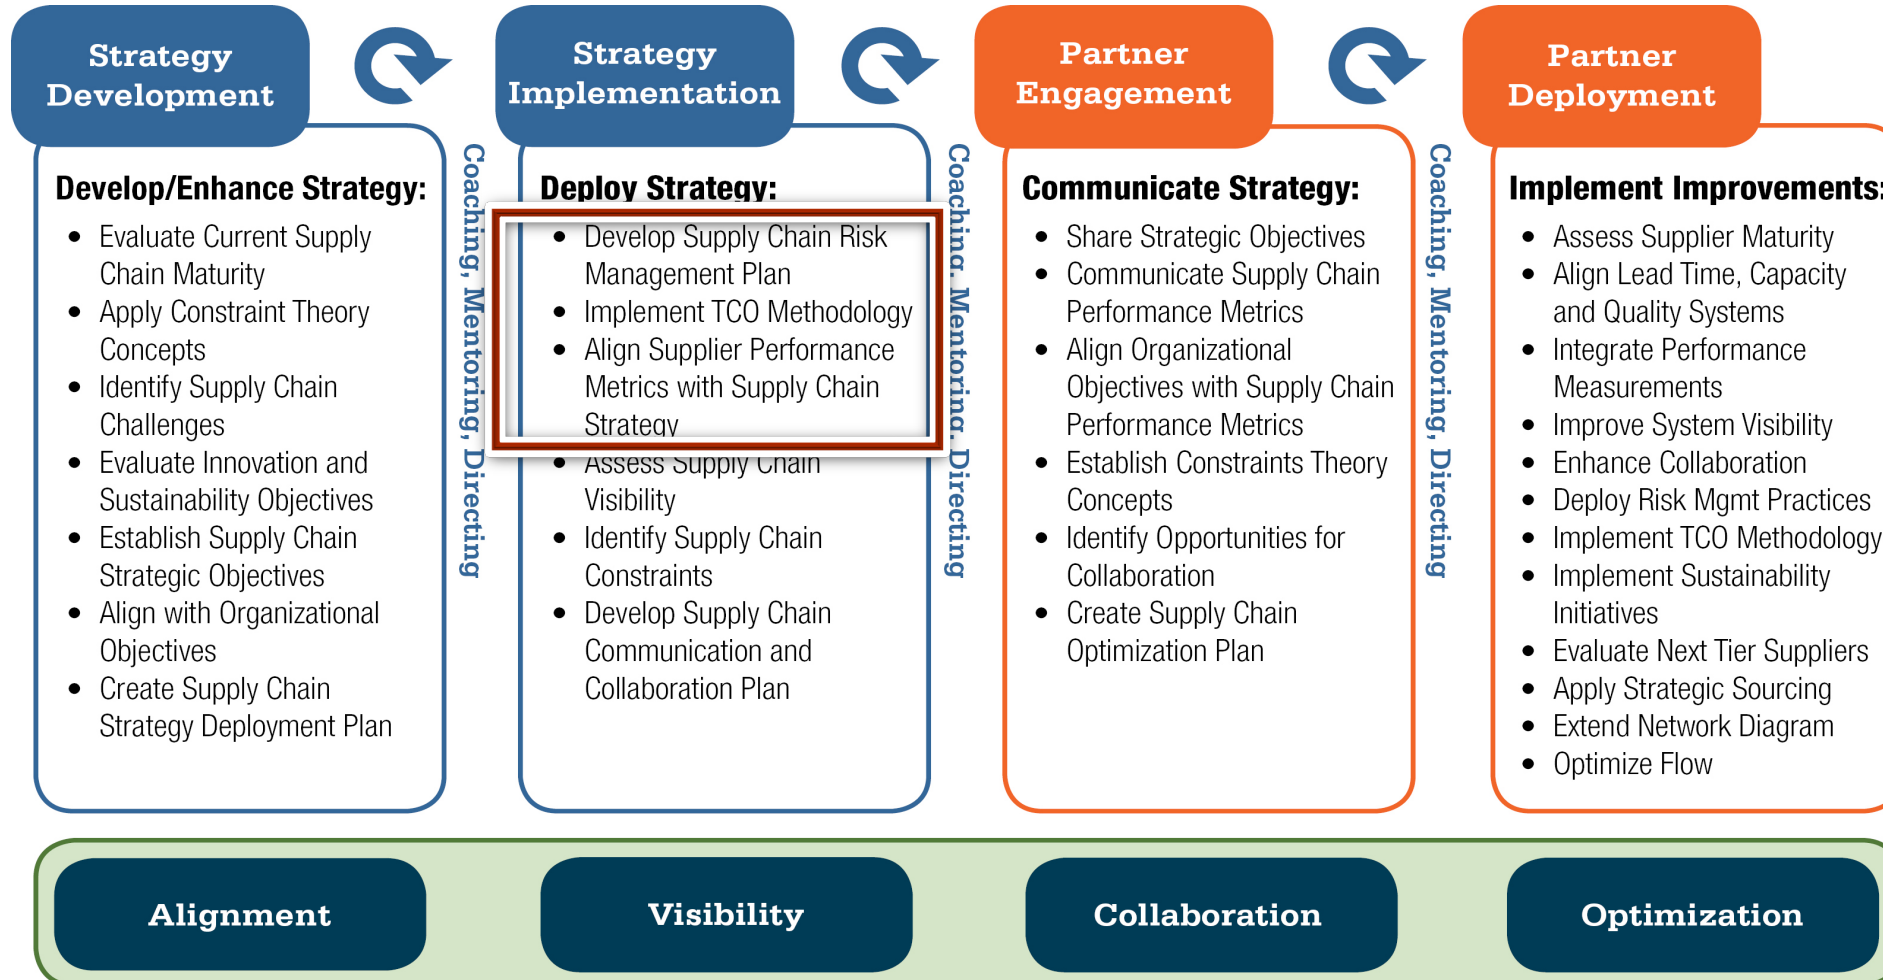 Strategy
Development
Strategy
Implementation
Partner
Engagement
Partner
Deployment
Develop/Enhance Strategy:
• Evaluate Current Supply
Chain Maturity
• Apply Constraint Theory
Concepts
• Identify Supply Chain
Challenges
• Evaluate Innovation and
Sustainability Objectives
• Establish Supply Chain
Strategic Objectives
• Align with Organizational
Objectives
• Create Supply Chain
Strategy Deployment Plan
Coaching, Mentoring, Directing
Deploy Strategy:
• Develop Supply Chain Risk
Management Plan
• Implement TCO Methodology
• Align Supplier Performance
Metrics with Supply Chain
Strategy
• Assess Supply Chain
Visibility
• Identify Supply Chain
Constraints
• Develop Supply Chain
Communication and
Collaboration Plan
Coaching, Mentoring, Directing
Communicate Strategy:
• Share Strategic Objectives
• Communicate Supply Chain
Performance Metrics
• Align Organizational
Objectives with Supply Chain
Performance Metrics
• Establish Constraints Theory
Concepts
• Identify Opportunities for
Collaboration
• Create Supply Chain
Optimization Plan
Coaching, Mentoring, Directing
Implement Improvements:
• Assess Supplier Maturity
• Align Lead Time, Capacity
and Quality Systems
• Integrate Performance
Measurements
• Improve System Visibility
• Enhance Collaboration
• Deploy Risk Mgmt Practices
• Implement TCO Methodology
• Implement Sustainability
Initiatives
• Evaluate Next Tier Suppliers
• Apply Strategic Sourcing
• Extend Network Diagram
• Optimize Flow
Alignment
Visibility
Collaboration
Optimization